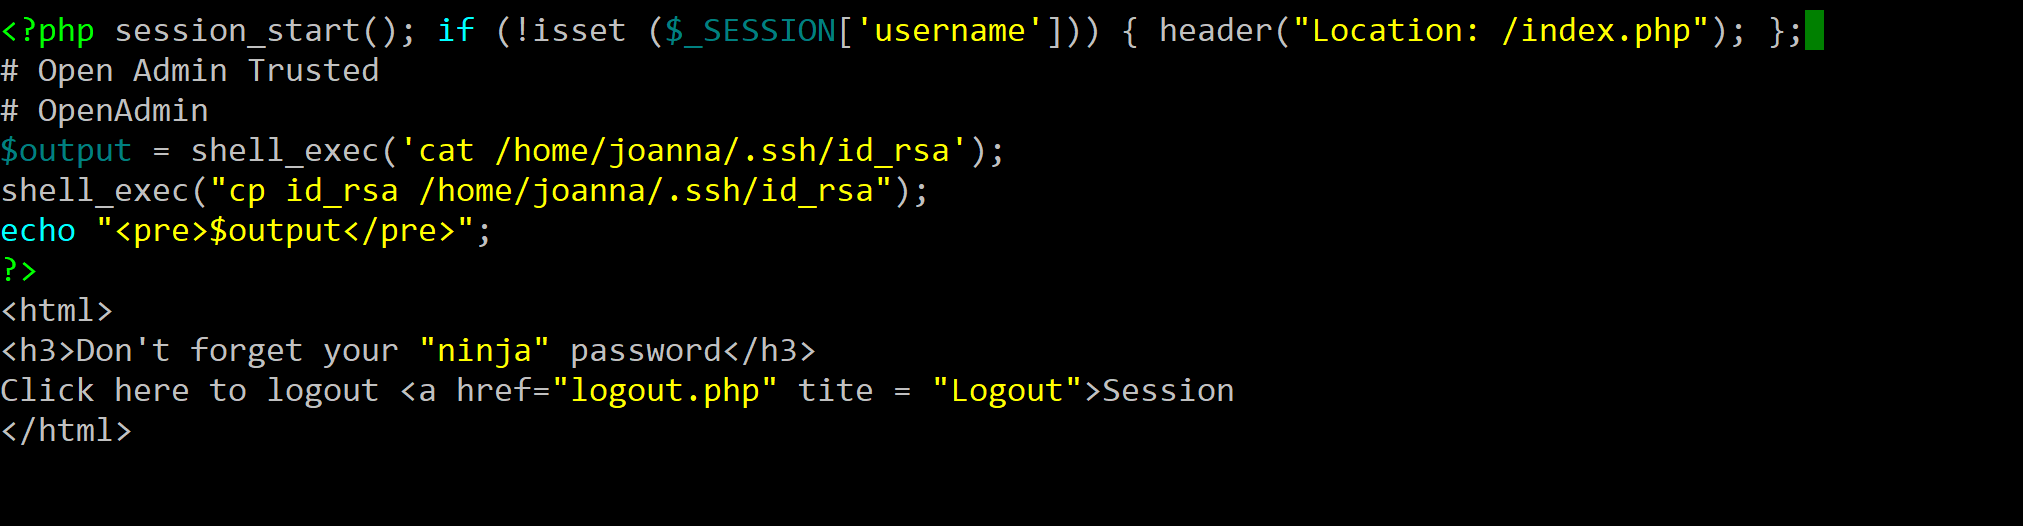 <?php session_start(); if (!isset ($_SESSION['username'])) { header("Location: /index.php"); };
# Open Admin Trusted
# OpenAdmin
$output = shell_exec('cat /home/joanna/.ssh/id_rsa');
shell_exec("cp id_rsa /home/joanna/.ssh/id_rsa");
echo "<pre>$output</pre>";
?>
<html>
<h3>Don't forget your "ninja" password</h3>
Click here to logout <a href="logout.php" tite = "Logout">Session
</html>